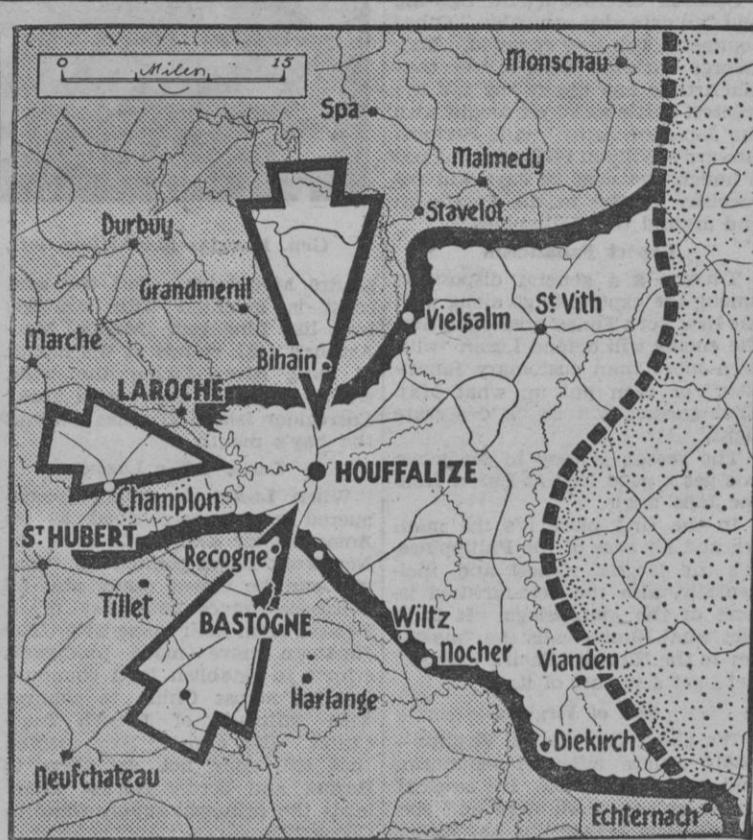 0 Miles 15
Monschau
Spa
Malmedy
Stavelot
Durbuy
Grandmenil
Vielsalm
St Vith
Marche
Bihain
LAROCHE
HOUFFALIZE
Champlon
ST HUBERT
Recogne
Tillet
BASTOGNE
Wiltz
Nocher
Vianden
Harlange
Diekirch
Neufchateau
Echternach